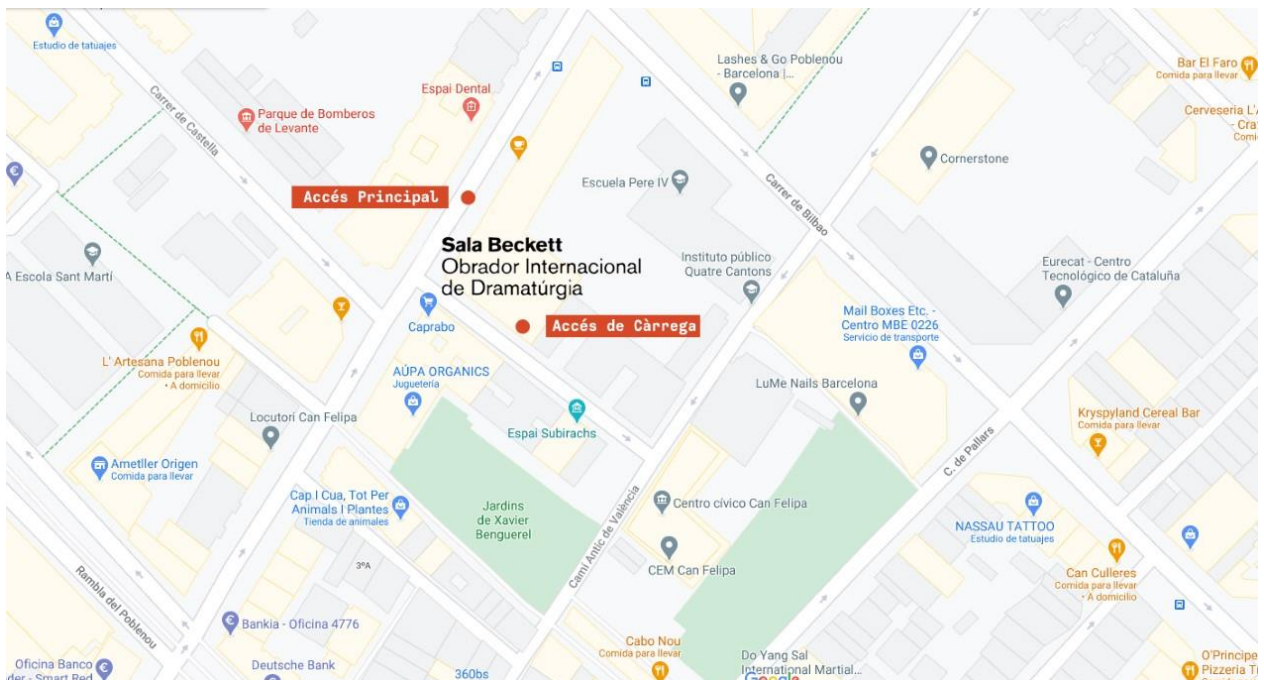 Estudio de tatuajes
Carrer de Castella
Parque de Bomberos
de Levante
Espai Dental
Lashes & Go Poblenou
- Barcelona |...
Bar El Faro
Comida para llevar
Cerveseria L'A
- Cra
Comi
Cornerstone
Escuela Pere IV
Carrer de Bilbao
Accés Principal
Sala Beckett
Obrador Internacional
de Dramatúrgia
Instituto público
Quatre Cantons
Eurecat - Centro
Tecnológico de Cataluña
A Escola Sant Martí
Caprabo
Accés de Càrrega
Mail Boxes Etc. -
Centro MBE 0226
Servicio de transporte
L' Artesana Poblenou
Comida para llevar
• A domicilio
AÚPA ORGANICS
Juguetería
LuMe Nails Barcelona
Locutori Can Felipa
Espai Subirachs
Kryspyland Cereal Bar
Comida para llevar
C. de Pallars
Ametller Origen
Comida para llevar
Cap I Cua, Tot Per
Animals I Plantes
Tienda de animales
Jardins
de Xavier
Benguerel
Camí Antic de València
Centro cívico Can Felipa
NASSAU TATTOO
Estudio de tatuajes
3ºA
CEM Can Felipa
Can Culleres
Comida para llevar
• A domicilio
Rambla del Poblenou
Bankia - Oficina 4776
Cabo Nou
Comida para llevar
Do Yang Sal
International Martial...
Google
O'Principe
Pizzeria T
Oficina Banco
der - Smart Red
Deutsche Bank
360bs